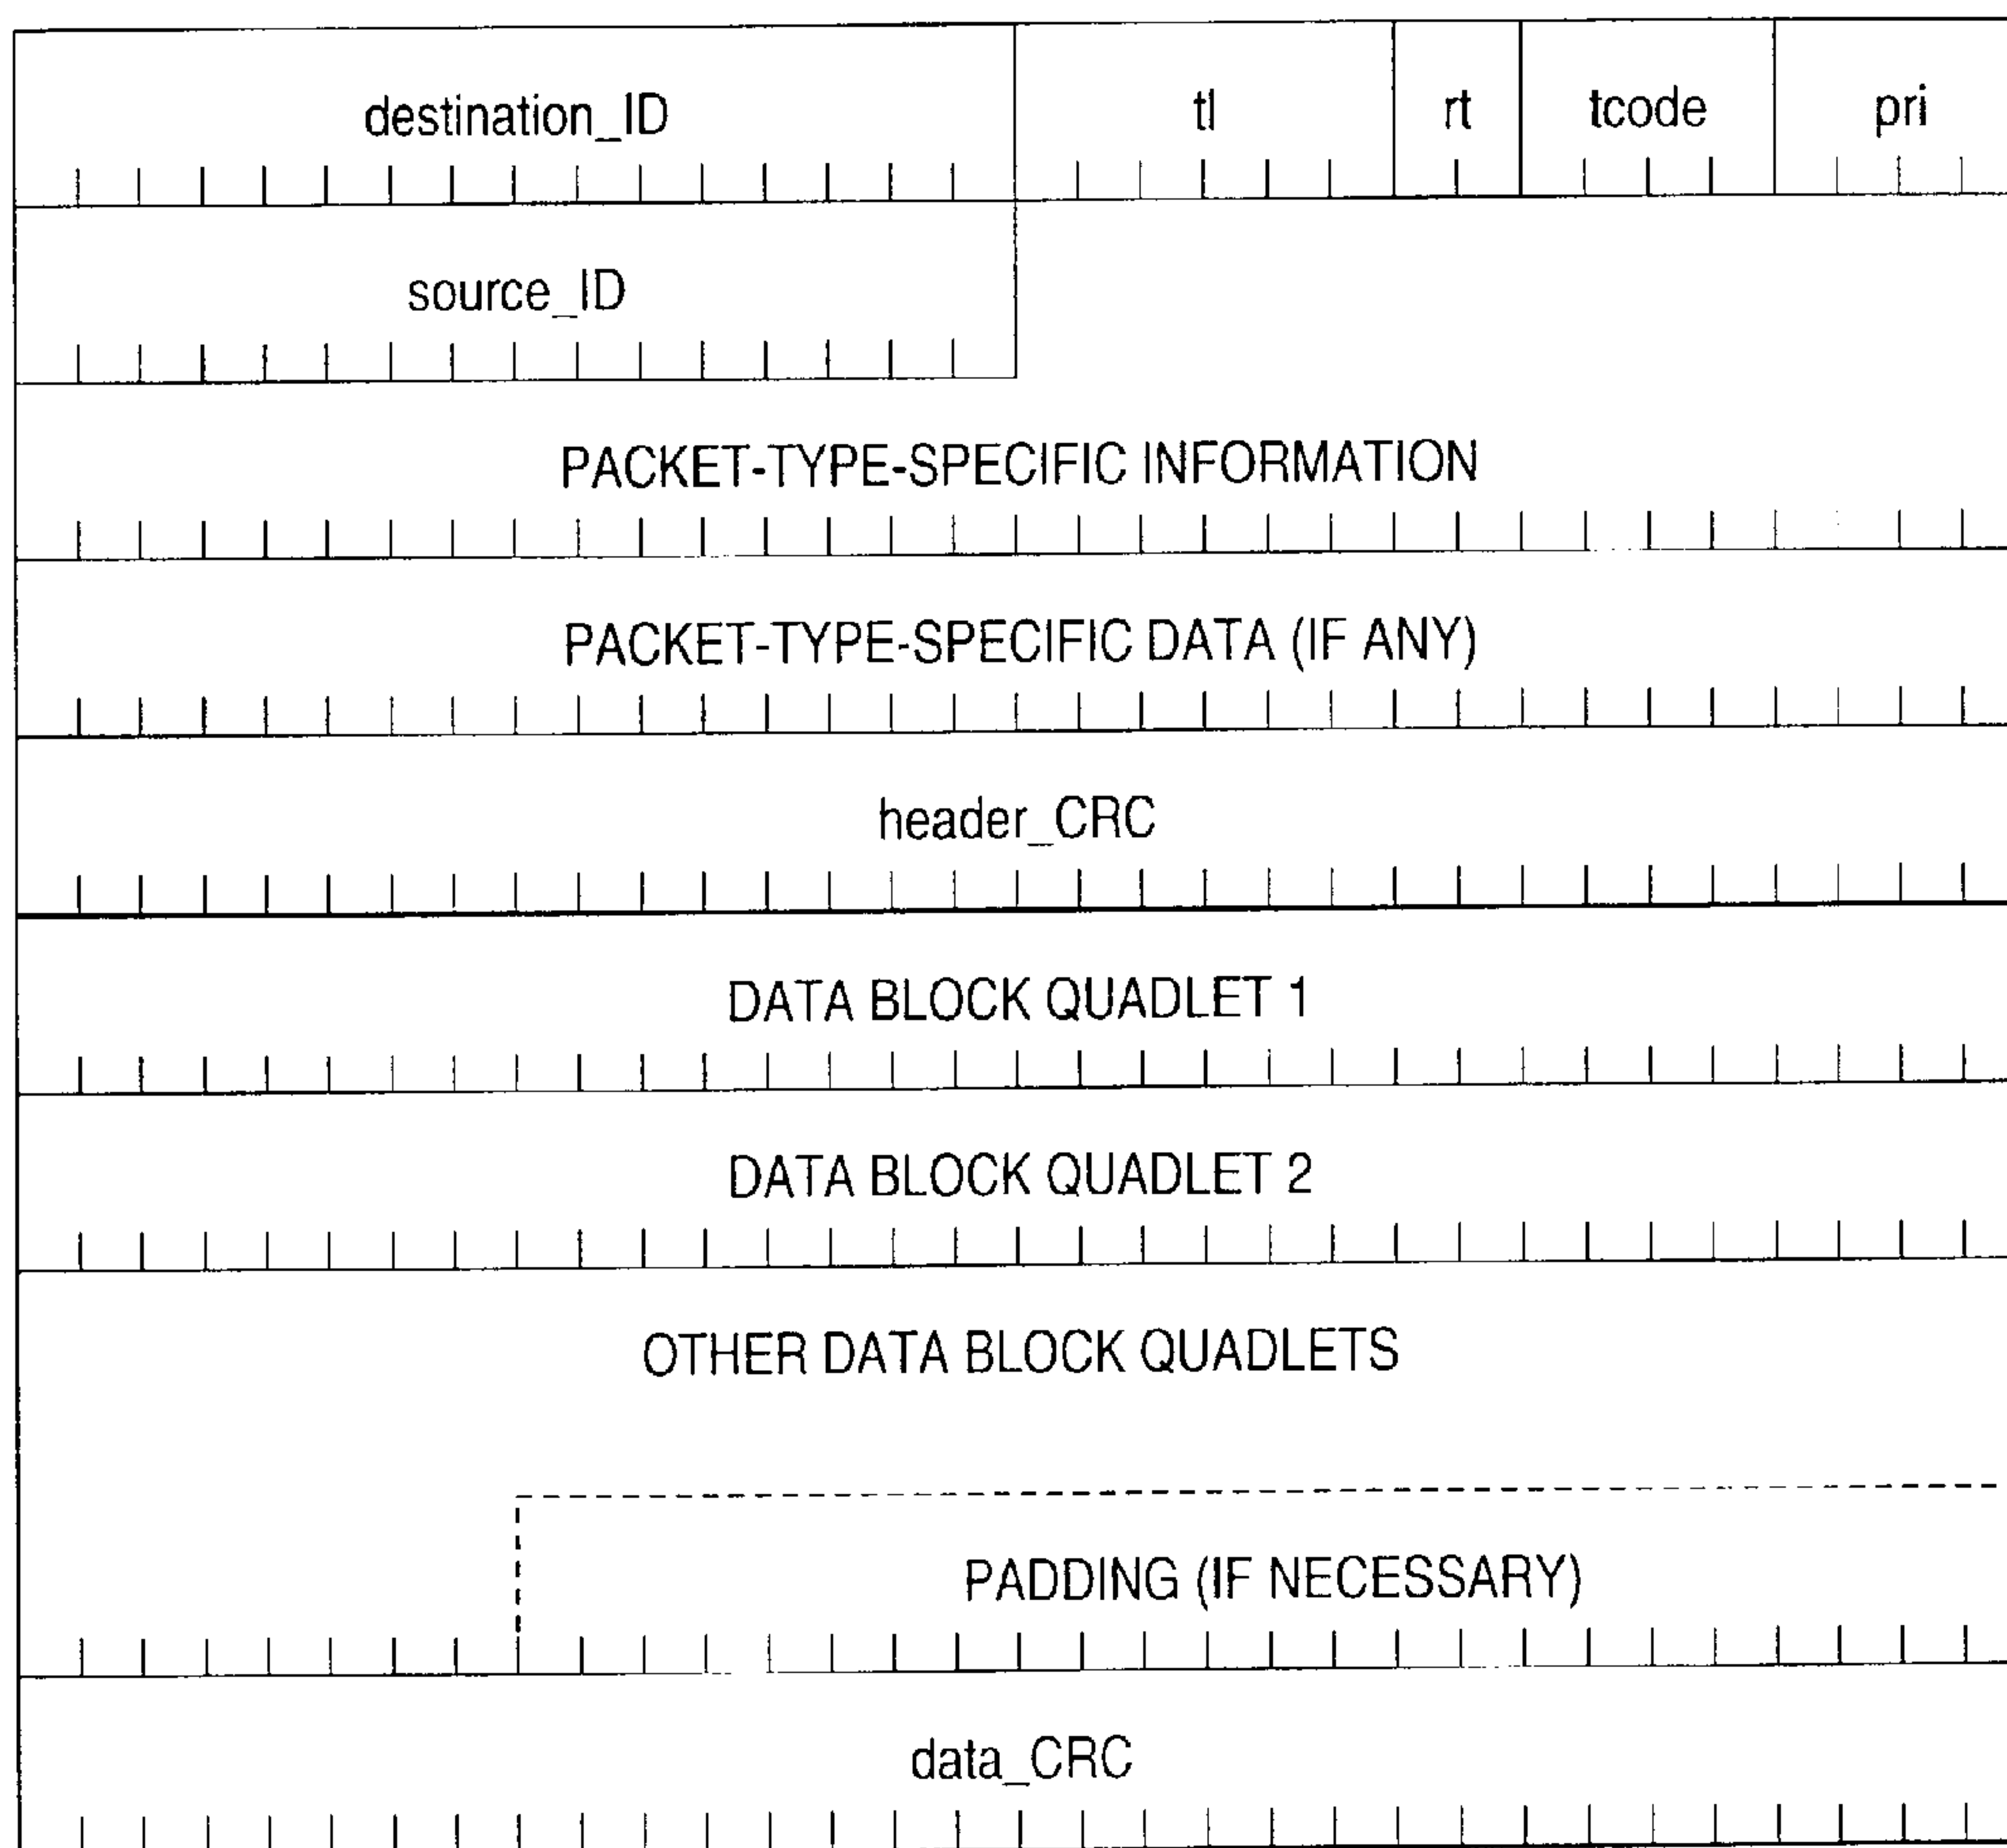 destination_ID tl rt tcode pri
source_ID
PACKET-TYPE-SPECIFIC INFORMATION
PACKET-TYPE-SPECIFIC DATA (IF ANY)
header_CRC
DATA BLOCK QUADLET 1
DATA BLOCK QUADLET 2
OTHER DATA BLOCK QUADLETS
PADDING (IF NECESSARY)
data_CRC